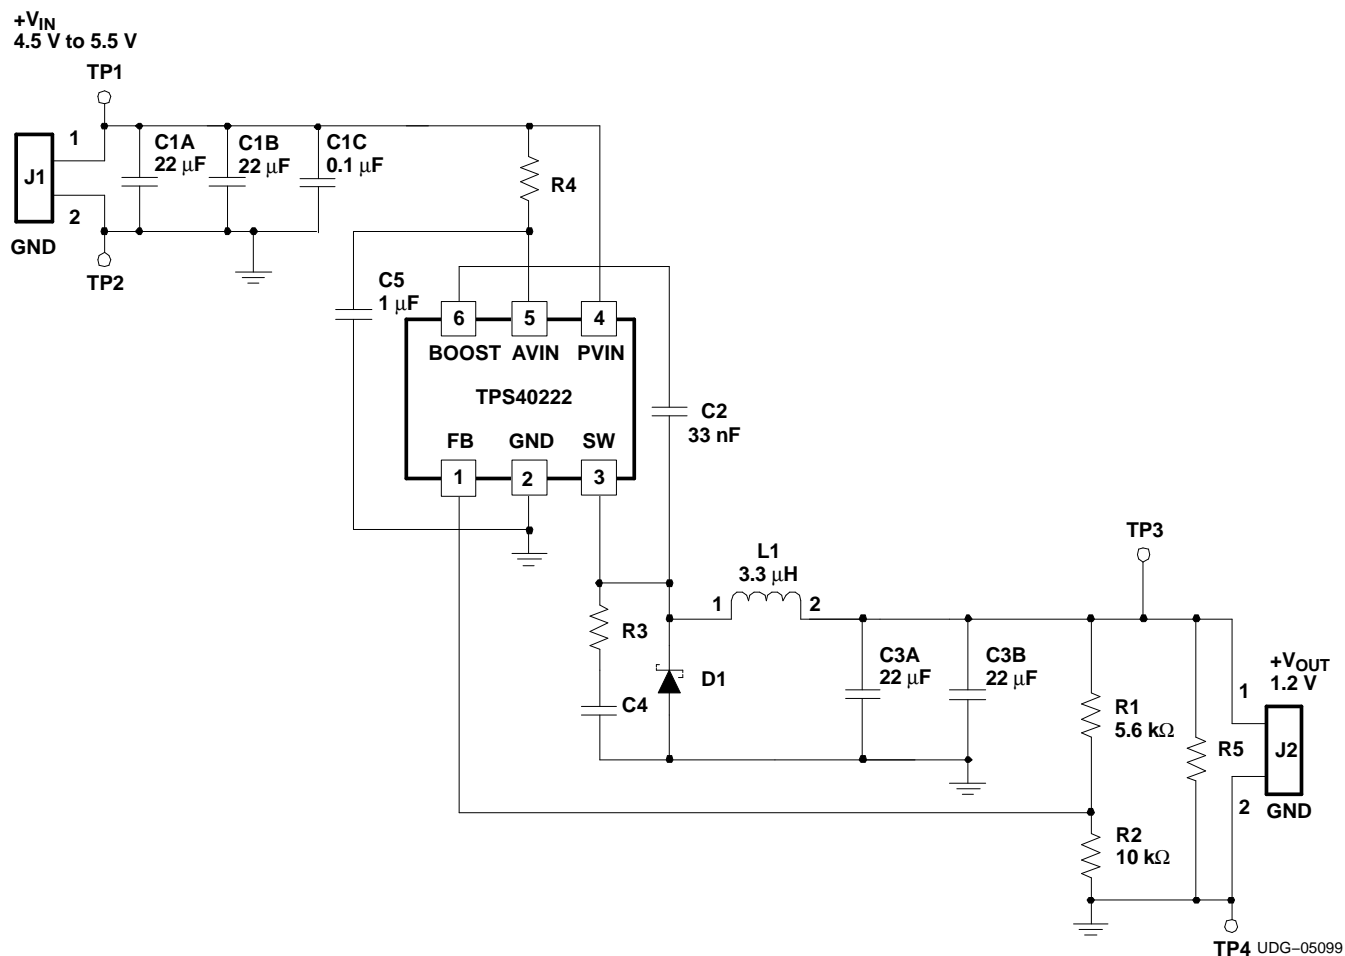 +VIN
4.5 V to 5.5 V
TP1
1
J1
2
GND
TP2
C1A
22 μF
C1B
22 μF
C1C
0.1 μF
R4
C5
1 μF
6
5
4
BOOST
AVIN
PVIN
TPS40222
FB
GND
SW
1
2
3
C2
33 nF
L1
3.3 μH
1
2
R3
C4
D1
C3A
22 μF
C3B
22 μF
TP3
R1
5.6 kΩ
R5
R2
10 kΩ
+VOUT
1.2 V
1
J2
2
GND
TP4
UDG–05099